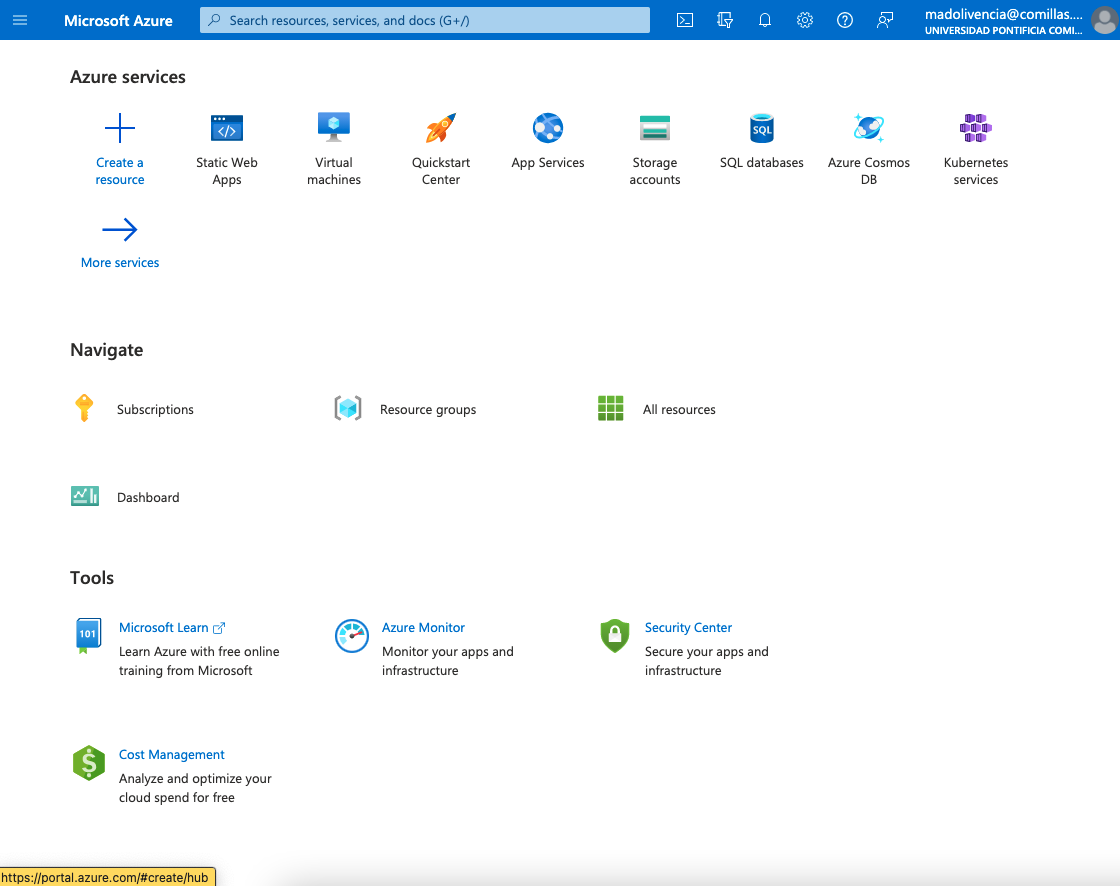 Microsoft Azure
Search resources, services, and docs (G+/)
madolivencia@comillas....
UNIVERSIDAD PONTIFICIA COMI...
Azure services
Create a
resource
Static Web
Apps
Virtual
machines
Quickstart
Center
App Services
Storage
accounts
SQL
SQL databases
Azure Cosmos
DB
Kubernetes
services
More services
Navigate
Subscriptions
Resource groups
All resources
Dashboard
Tools
101
Microsoft Learn
Learn Azure with free online
training from Microsoft
Azure Monitor
Monitor your apps and
infrastructure
Security Center
Secure your apps and
infrastructure
$
Cost Management
Analyze and optimize your
cloud spend for free
https://portal.azure.com/#create/hub